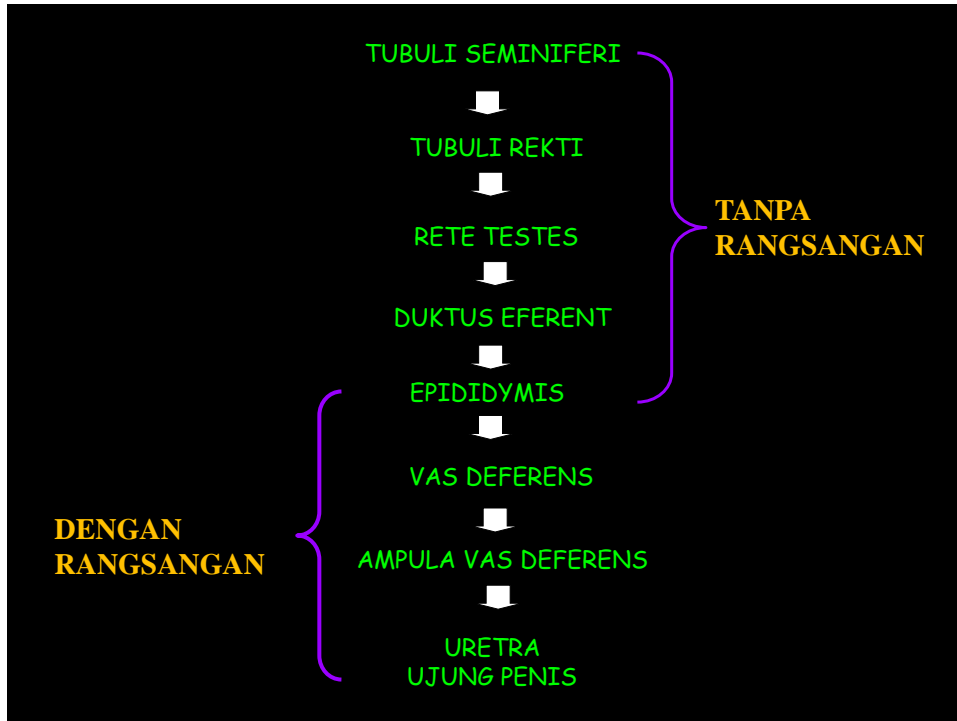 TUBULI SEMINIFERI
TUBULI REKTI
RETE TESTES
DUKTUS EFERENT
EPIDIDYMIS
VAS DEFERENS
AMPULA VAS DEFERENS
URETRA
UJUNG PENIS
TANPA
RANGSANGAN
DENGAN
RANGSANGAN